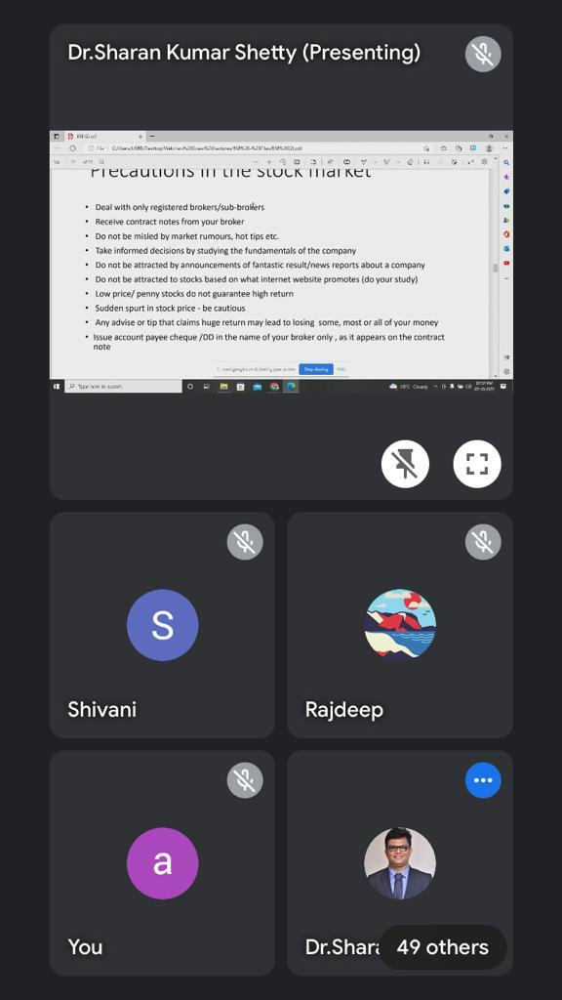 Dr.Sharan Kumar Shetty (Presenting)
Precautions in the stock market
• Deal with only registered brokers/sub-brokers
• Receive contract notes from your broker
• Do not be misled by market rumours, hot tips etc.
• Take informed decisions by studying the fundamentals of the company
• Do not be attracted by announcements of fantastic result/news reports about a company
• Do not be attracted to stocks based on what internet website promotes (do your study)
• Low price/ penny stocks do not guarantee high return
• Sudden spurt in stock price - be cautious
• Any advise or tip that claims huge return may lead to losing some, most or all of your money
• Issue account payee cheque /DD in the name of your broker only , as it appears on the contract
note
Stop sharing
Hide
Type here to search
Cloudy
S
Shivani
Rajdeep
a
You
Dr.Shara
49 others